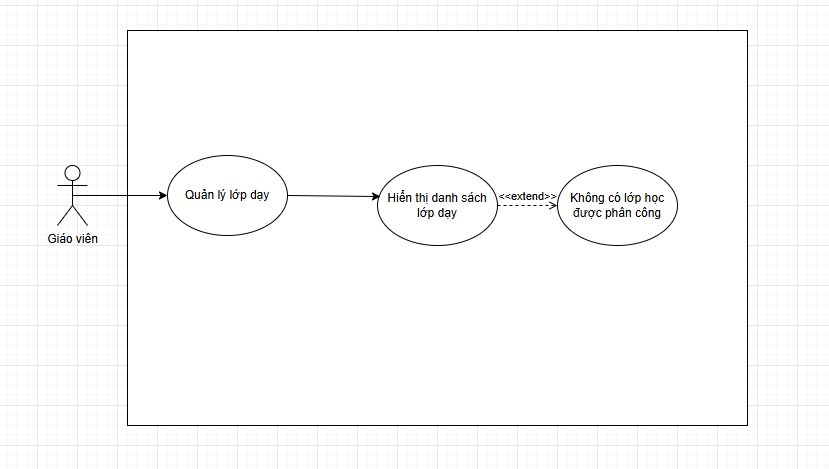 Giáo viên
Quản lý lớp dạy
Hiển thị danh sách
lớp dạy
<<extend>>
Không có lớp học
được phân công